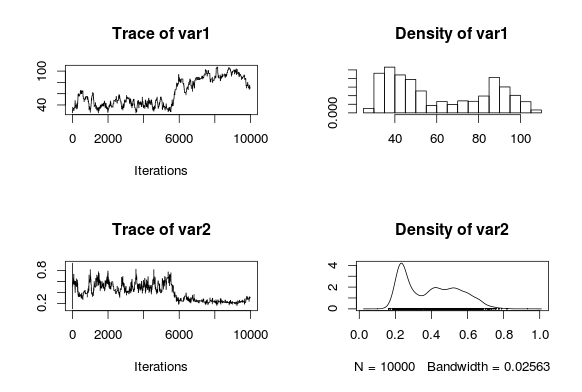 Trace of var1
100
40
0 2000 6000 10000
Iterations
Density of var1
0.000
40 60 80 100
Trace of var2
0.8
0.2
0 2000 6000 10000
Iterations
Density of var2
4
2
0
0.0 0.2 0.4 0.6 0.8 1.0
N = 10000 Bandwidth = 0.02563